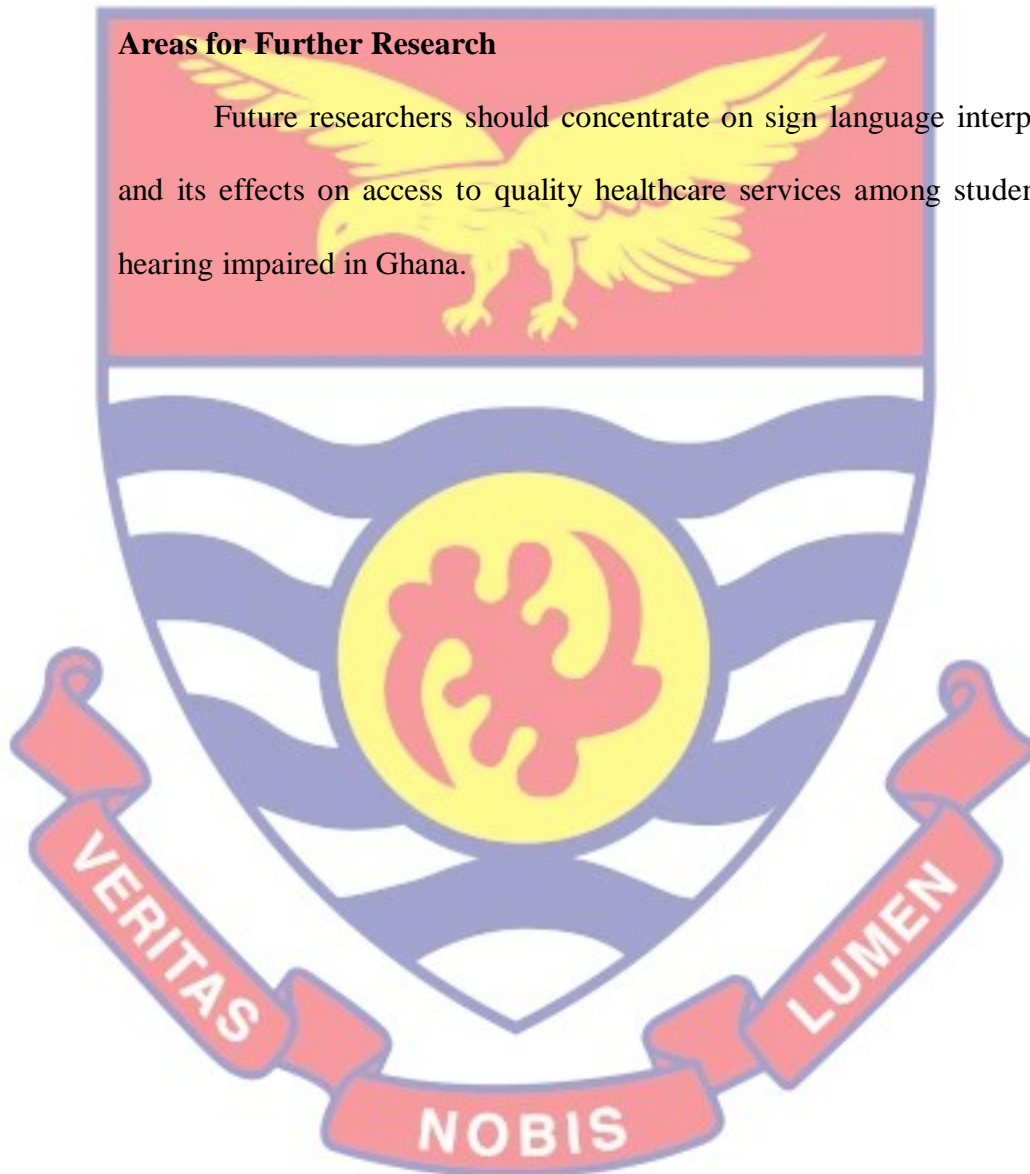 Areas for Further Research
Future researchers should concentrate on sign language interp
and its effects on access to quality healthcare services among studen
hearing impaired in Ghana.
VERITAS
NOBIS
LUMEN